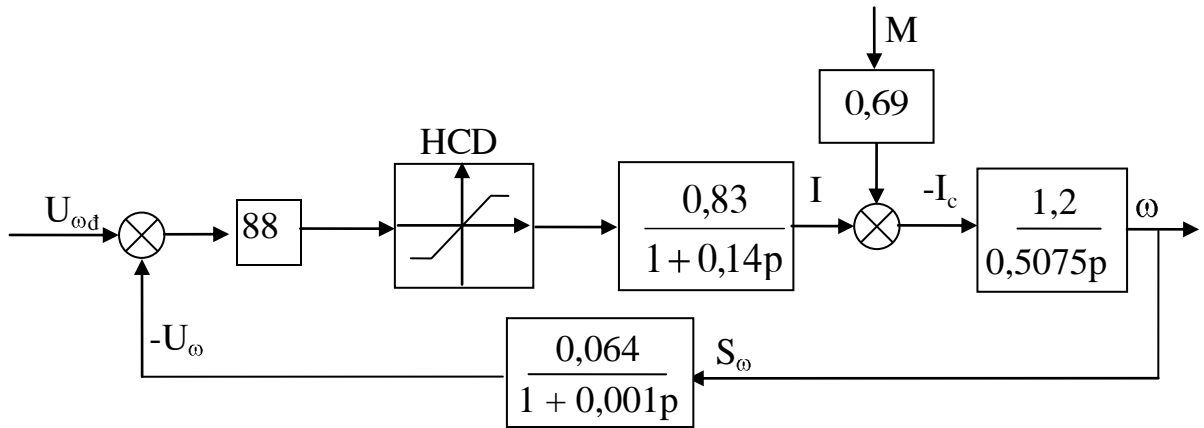 M
0,69
HCD
U_ωđ
88
0,83
1 + 0,14p
I
-I_c
1,2
0,5075p
ω
-U_ω
0,064
1 + 0,001p
S_ω